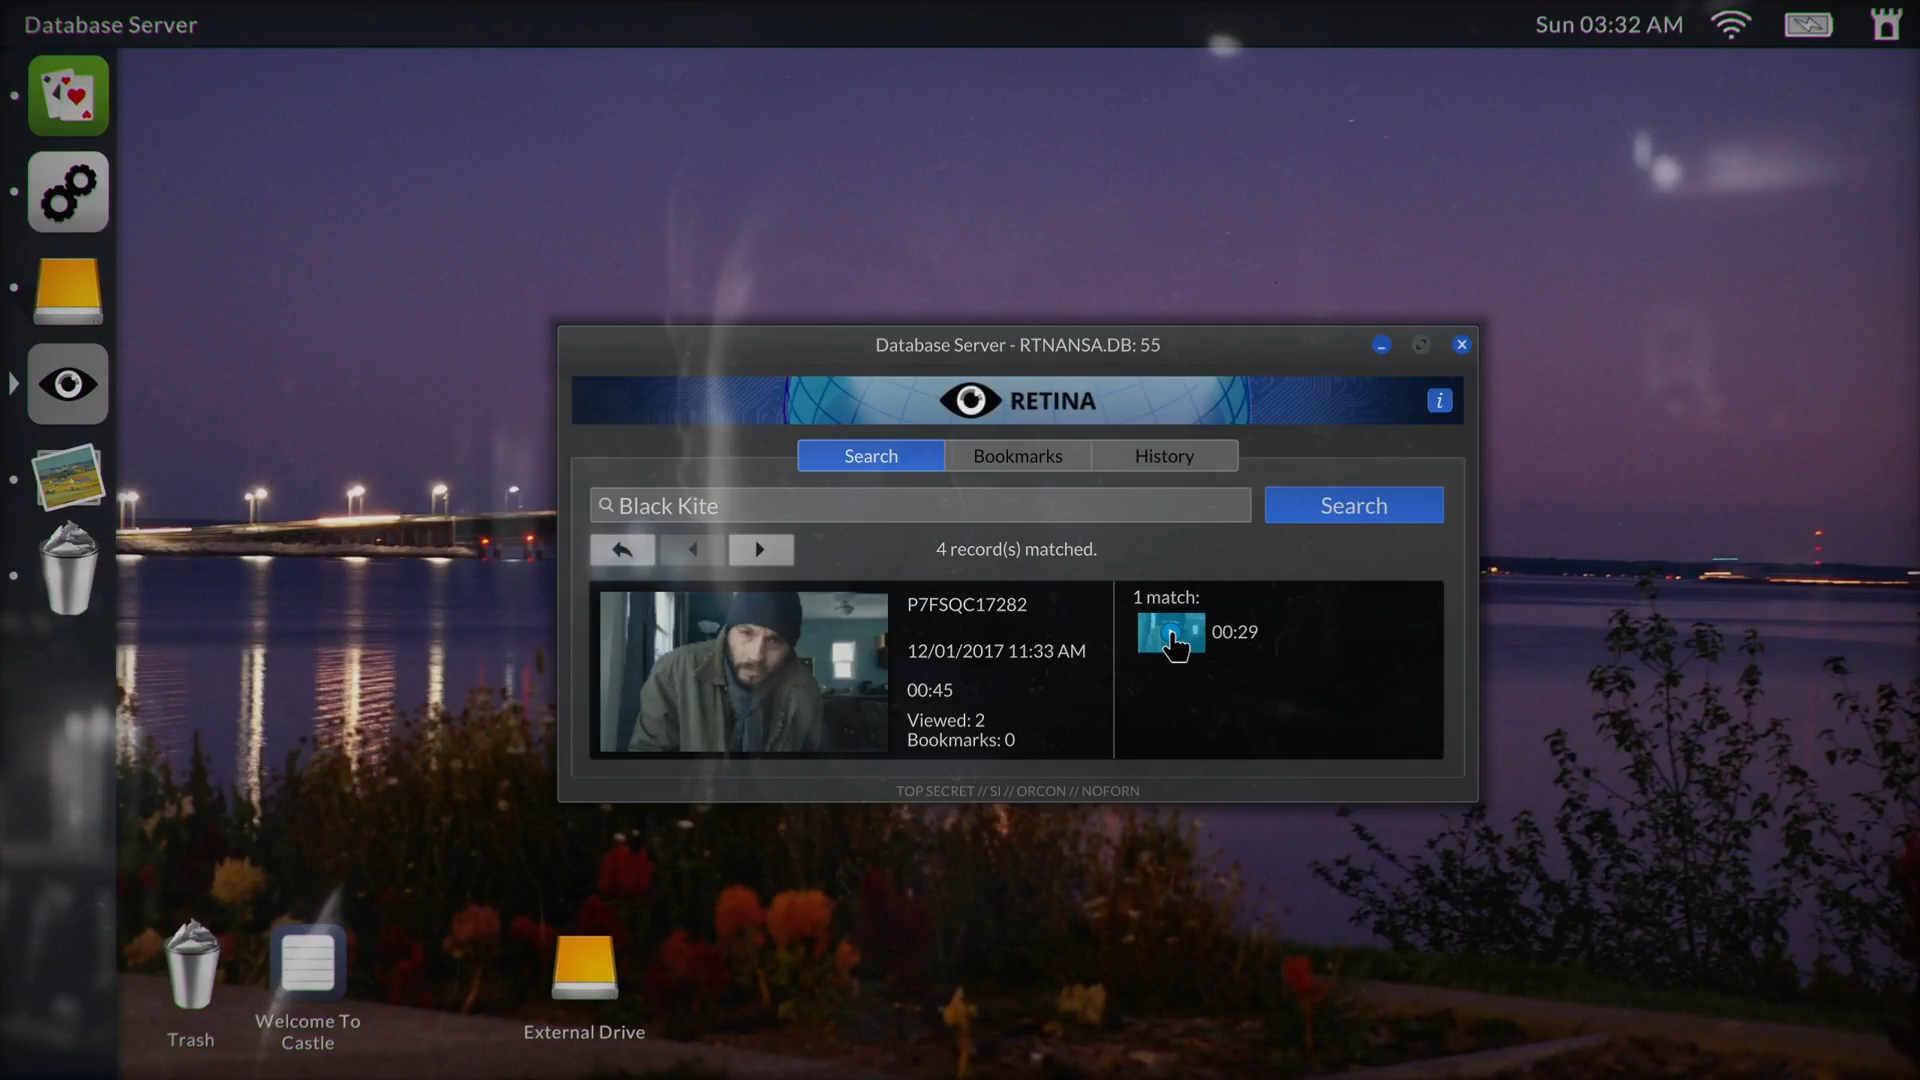 Database Server
Sun 03:32 AM
Database Server - RTNANSA.DB: 55
RETINA
i
Search
Bookmarks
History
Black Kite
Search
4 record(s) matched.
P7FSQC17282
12/01/2017 11:33 AM
00:45
Viewed: 2
Bookmarks: 0
1 match:
00:29
TOP SECRET // SI // ORCON // NOFORN
Trash
Welcome To
Castle
External Drive